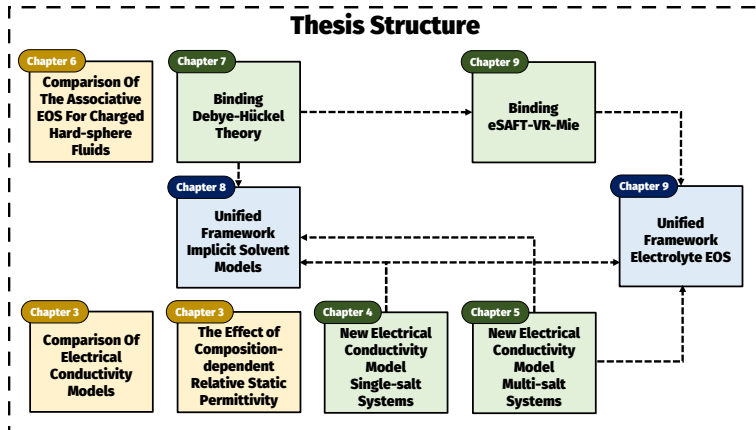 Thesis Structure
Chapter 6
Comparison Of
The Associative
EOS For Charged
Hard-sphere
Fluids
Chapter 7
Binding
Debye-Hückel
Theory
Chapter 9
Binding
eSAFT-VR-Mie
Chapter 8
Unified
Framework
Implicit Solvent
Models
Chapter 9
Unified
Framework
Electrolyte EOS
Chapter 3
Comparison Of
Electrical
Conductivity
Models
Chapter 3
The Effect of
Composition-
dependent
Relative Static
Permittivity
Chapter 4
New Electrical
Conductivity
Model
Single-salt
Systems
Chapter 5
New Electrical
Conductivity
Model
Multi-salt
Systems